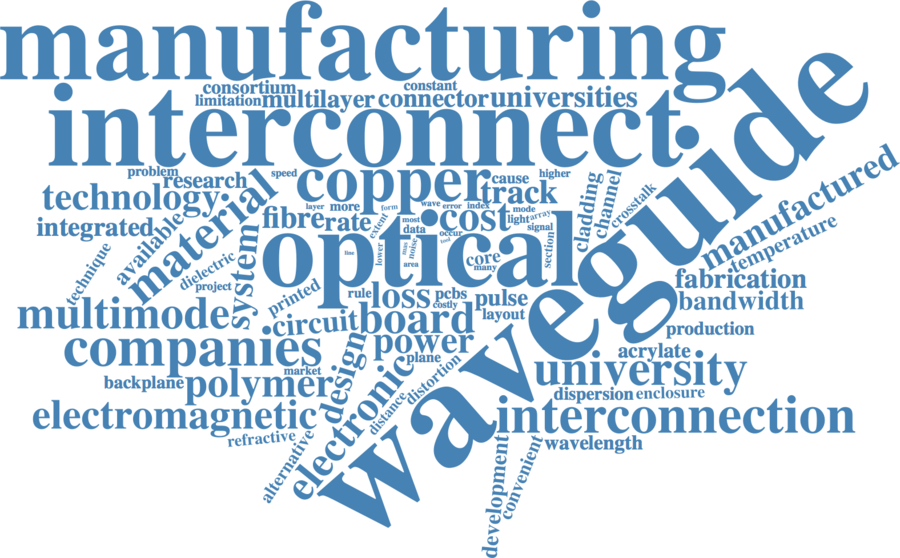 manufacturing
consortium
constant
limitation
multilayer
connector
universities
interconnect
waveguide
problem
research
speed
copper
cause
higher
technology
material
track
cladding
channel
crosstalk
manufactured
temperature
layer
more
form
wave
error
index
mode
fibre
rate
extent
most
data
cost
light
array
signal
integrated
available
technique
dielectric
project
system
optical
line
lower
max
noise
area
occur
tool
core
many
section
fabrication
bandwidth
printed
rule
loss
pcbs
costly
pulse
layout
multimode
circuit
board
production
companies
design
power
plane
acrylate
university
market
backplane
polymer
electronic
distance
distortion
dispersion
enclosure
electromagnetic
interconnection
refractive
alternative
wavelength
development
convenient